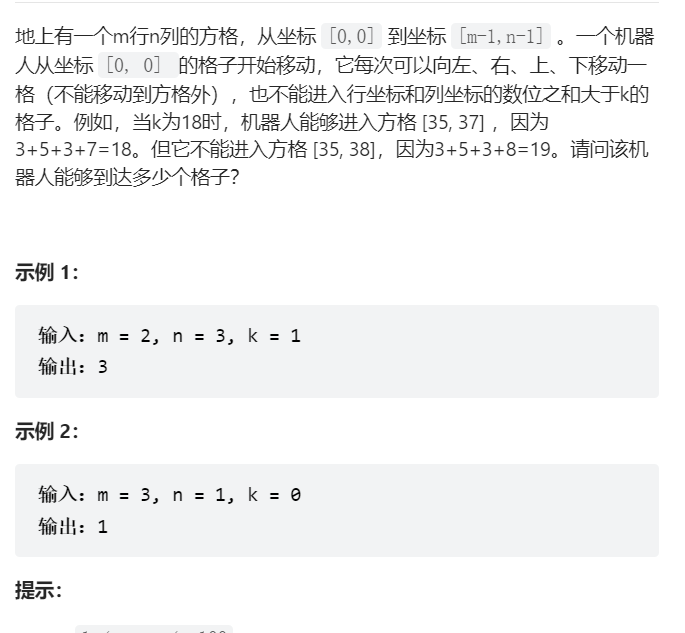 地上有一个m行n列的方格，从坐标 [0,0] 到坐标 [m-1,n-1] 。一个机器
人从坐标 [0, 0] 的格子开始移动，它每次可以向左、右、上、下移动一
格（不能移动到方格外），也不能进入行坐标和列坐标的数位之和大于k的
格子。例如，当k为18时，机器人能够进入方格 [35, 37] ，因为
3+5+3+7=18。但它不能进入方格 [35, 38]，因为3+5+3+8=19。请问该机
器人能够到达多少个格子？
示例 1：
输入：m = 2, n = 3, k = 1
输出：3
示例 2：
输入：m = 3, n = 1, k = 0
输出：1
提示：